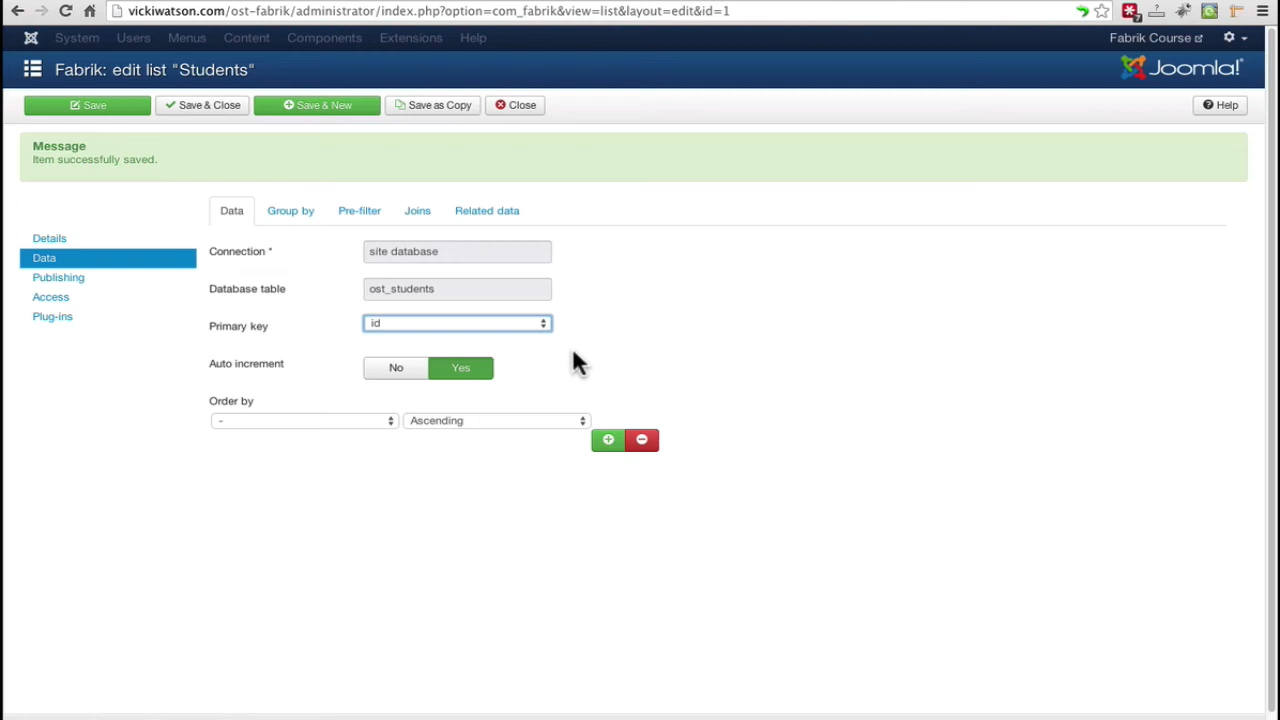 vickiwatson.com/ost-fabrik/administrator/index.php?option=com_fabrik&view=list&layout=edit&id=1
7
System Users Menus Content Components Extensions Help Fabrik Course
Fabrik: edit list "Students" Joomla!
Save Save & Close Save & New Save as Copy Close Help
Message
Item successfully saved.
Data Group by Pre-filter Joins Related data
Details
Data
Publishing
Access
Plug-ins
Connection * site database
Database table ost_students
Primary key id
Auto increment No Yes
Order by
- Ascending